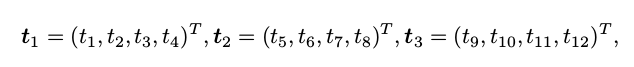 𝒕₁ = (t₁, t₂, t₃, t₄)ᵀ, 𝒕₂ = (t₅, t₆, t₇, t₈)ᵀ, 𝒕₃ = (t₉, t₁₀, t₁₁, t₁₂)ᵀ,